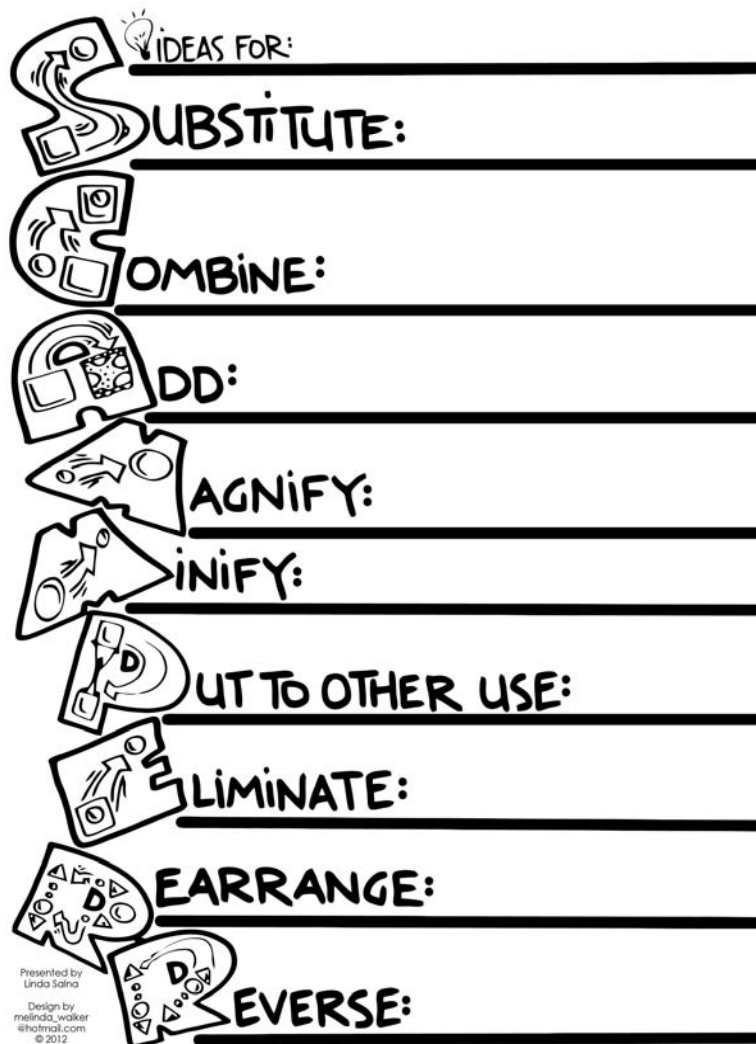 IDEAS FOR:
SUBSTITUTE:
COMBINE:
ADD:
MAGNIFY:
MINIFY:
PUT TO OTHER USE:
ELIMINATE:
REARRANGE:
REVERSE:
Presented by
Linda Salna
Design by
melinda_walker
@hotmail.com
© 2012